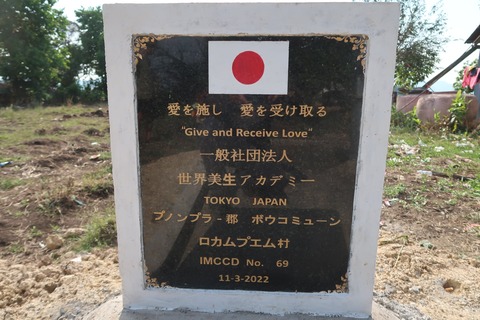 愛を施し 愛を受け取る
"Give and Receive Love"
一般社団法人
世界美生アカデミー
TOKYO JAPAN
プノンプラ-郡 ボウコミューン
ロカムプエム村
IMCCD No. 69
11-3-2022